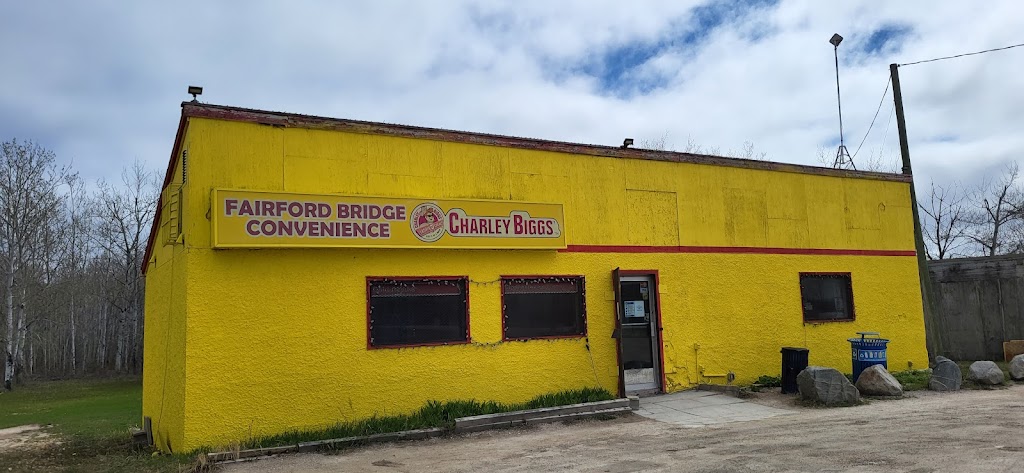 FAIRFORD BRIDGE
CONVENIENCE
CHARLEY BIGGS